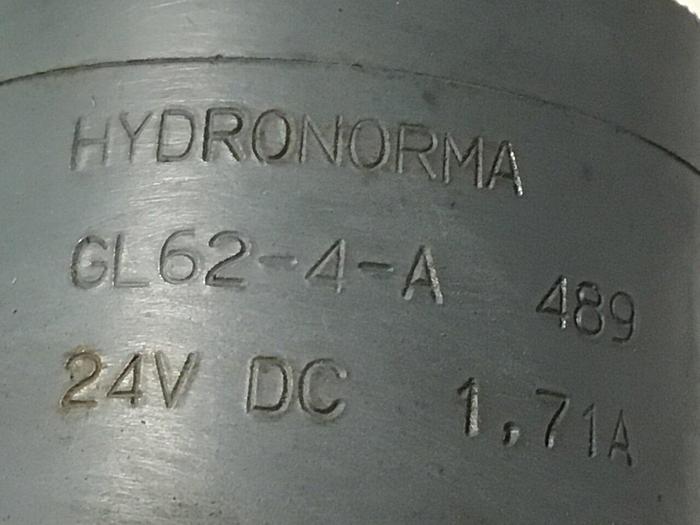 HYDRONORMA
GL62-4-A 489
24V DC 1,71A